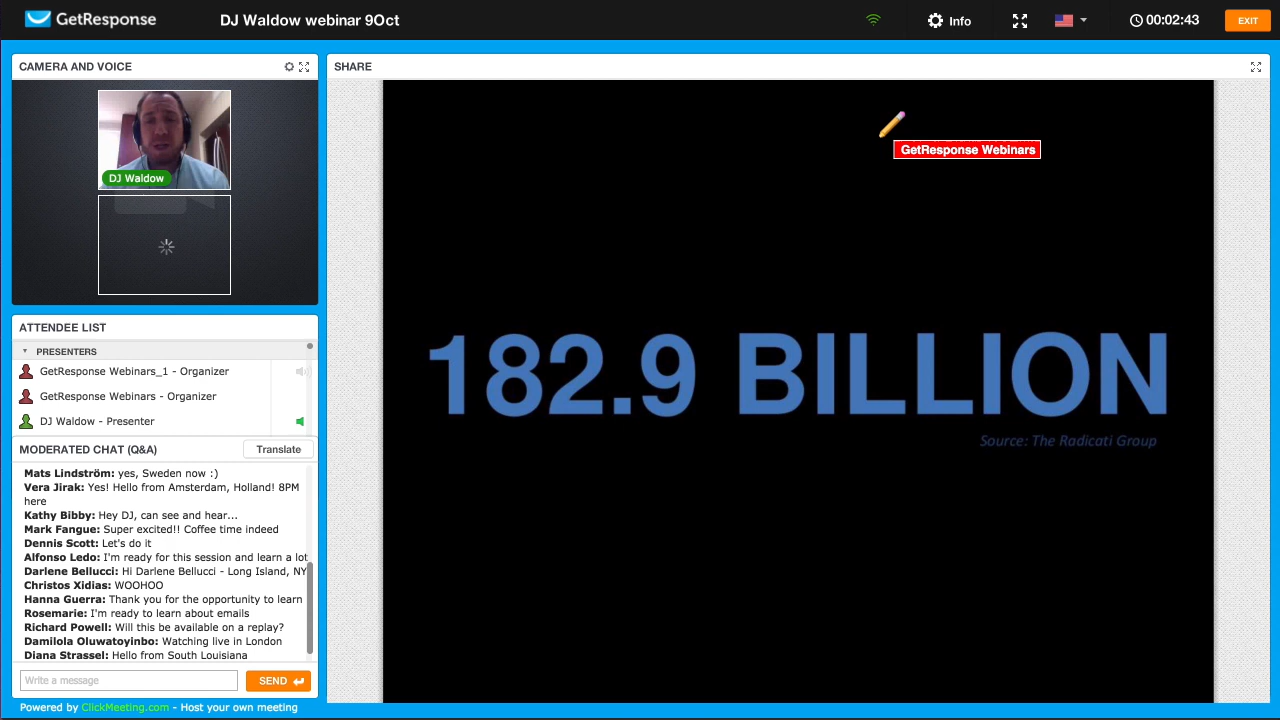 GetResponse
DJ Waldow webinar 9Oct
Info
00:02:43
EXIT
CAMERA AND VOICE
DJ Waldow
ATTENDEE LIST
PRESENTERS
GetResponse Webinars_1 - Organizer
GetResponse Webinars - Organizer
DJ Waldow - Presenter
MODERATED CHAT (Q&A)
Translate
Mats Lindström: yes, Sweden now :)
Vera Jirak: Yes! Hello from Amsterdam, Holland! 8PM
here
Kathy Bibby: Hey DJ, can see and hear...
Mark Fangue: Super excited!! Coffee time indeed
Dennis Scott: Let's do it
Alfonso Ledo: I'm ready for this session and learn a lot
Darlene Bellucci: Hi Darlene Bellucci - Long Island, NY
Christos Xidias: WOOHOO
Hanna Guerra: Thank you for the opportunity to learn
Rosemarie: I'm ready to learn about emails
Richard Powell: Will this be available on a replay?
Damilola Oluwatoyinbo: Watching live in London
Diana Strassel: Hello from South Louisiana
Write a message
SEND
Powered by ClickMeeting.com - Host your own meeting
SHARE
GetResponse Webinars
182.9 BILLION
Source: The Radicati Group